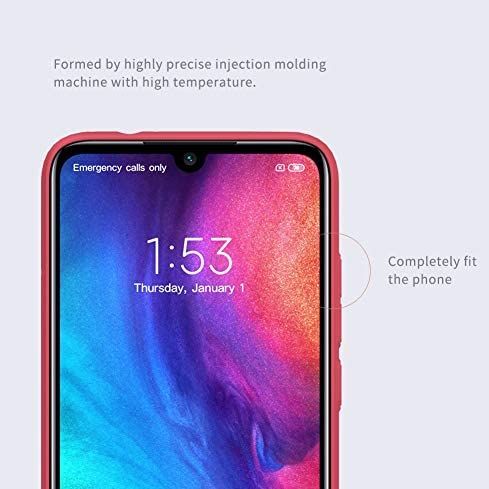 Formed by highly precise injection molding
machine with high temperature.
Emergency calls only
1:53
Thursday, January 1
Completely fit
the phone